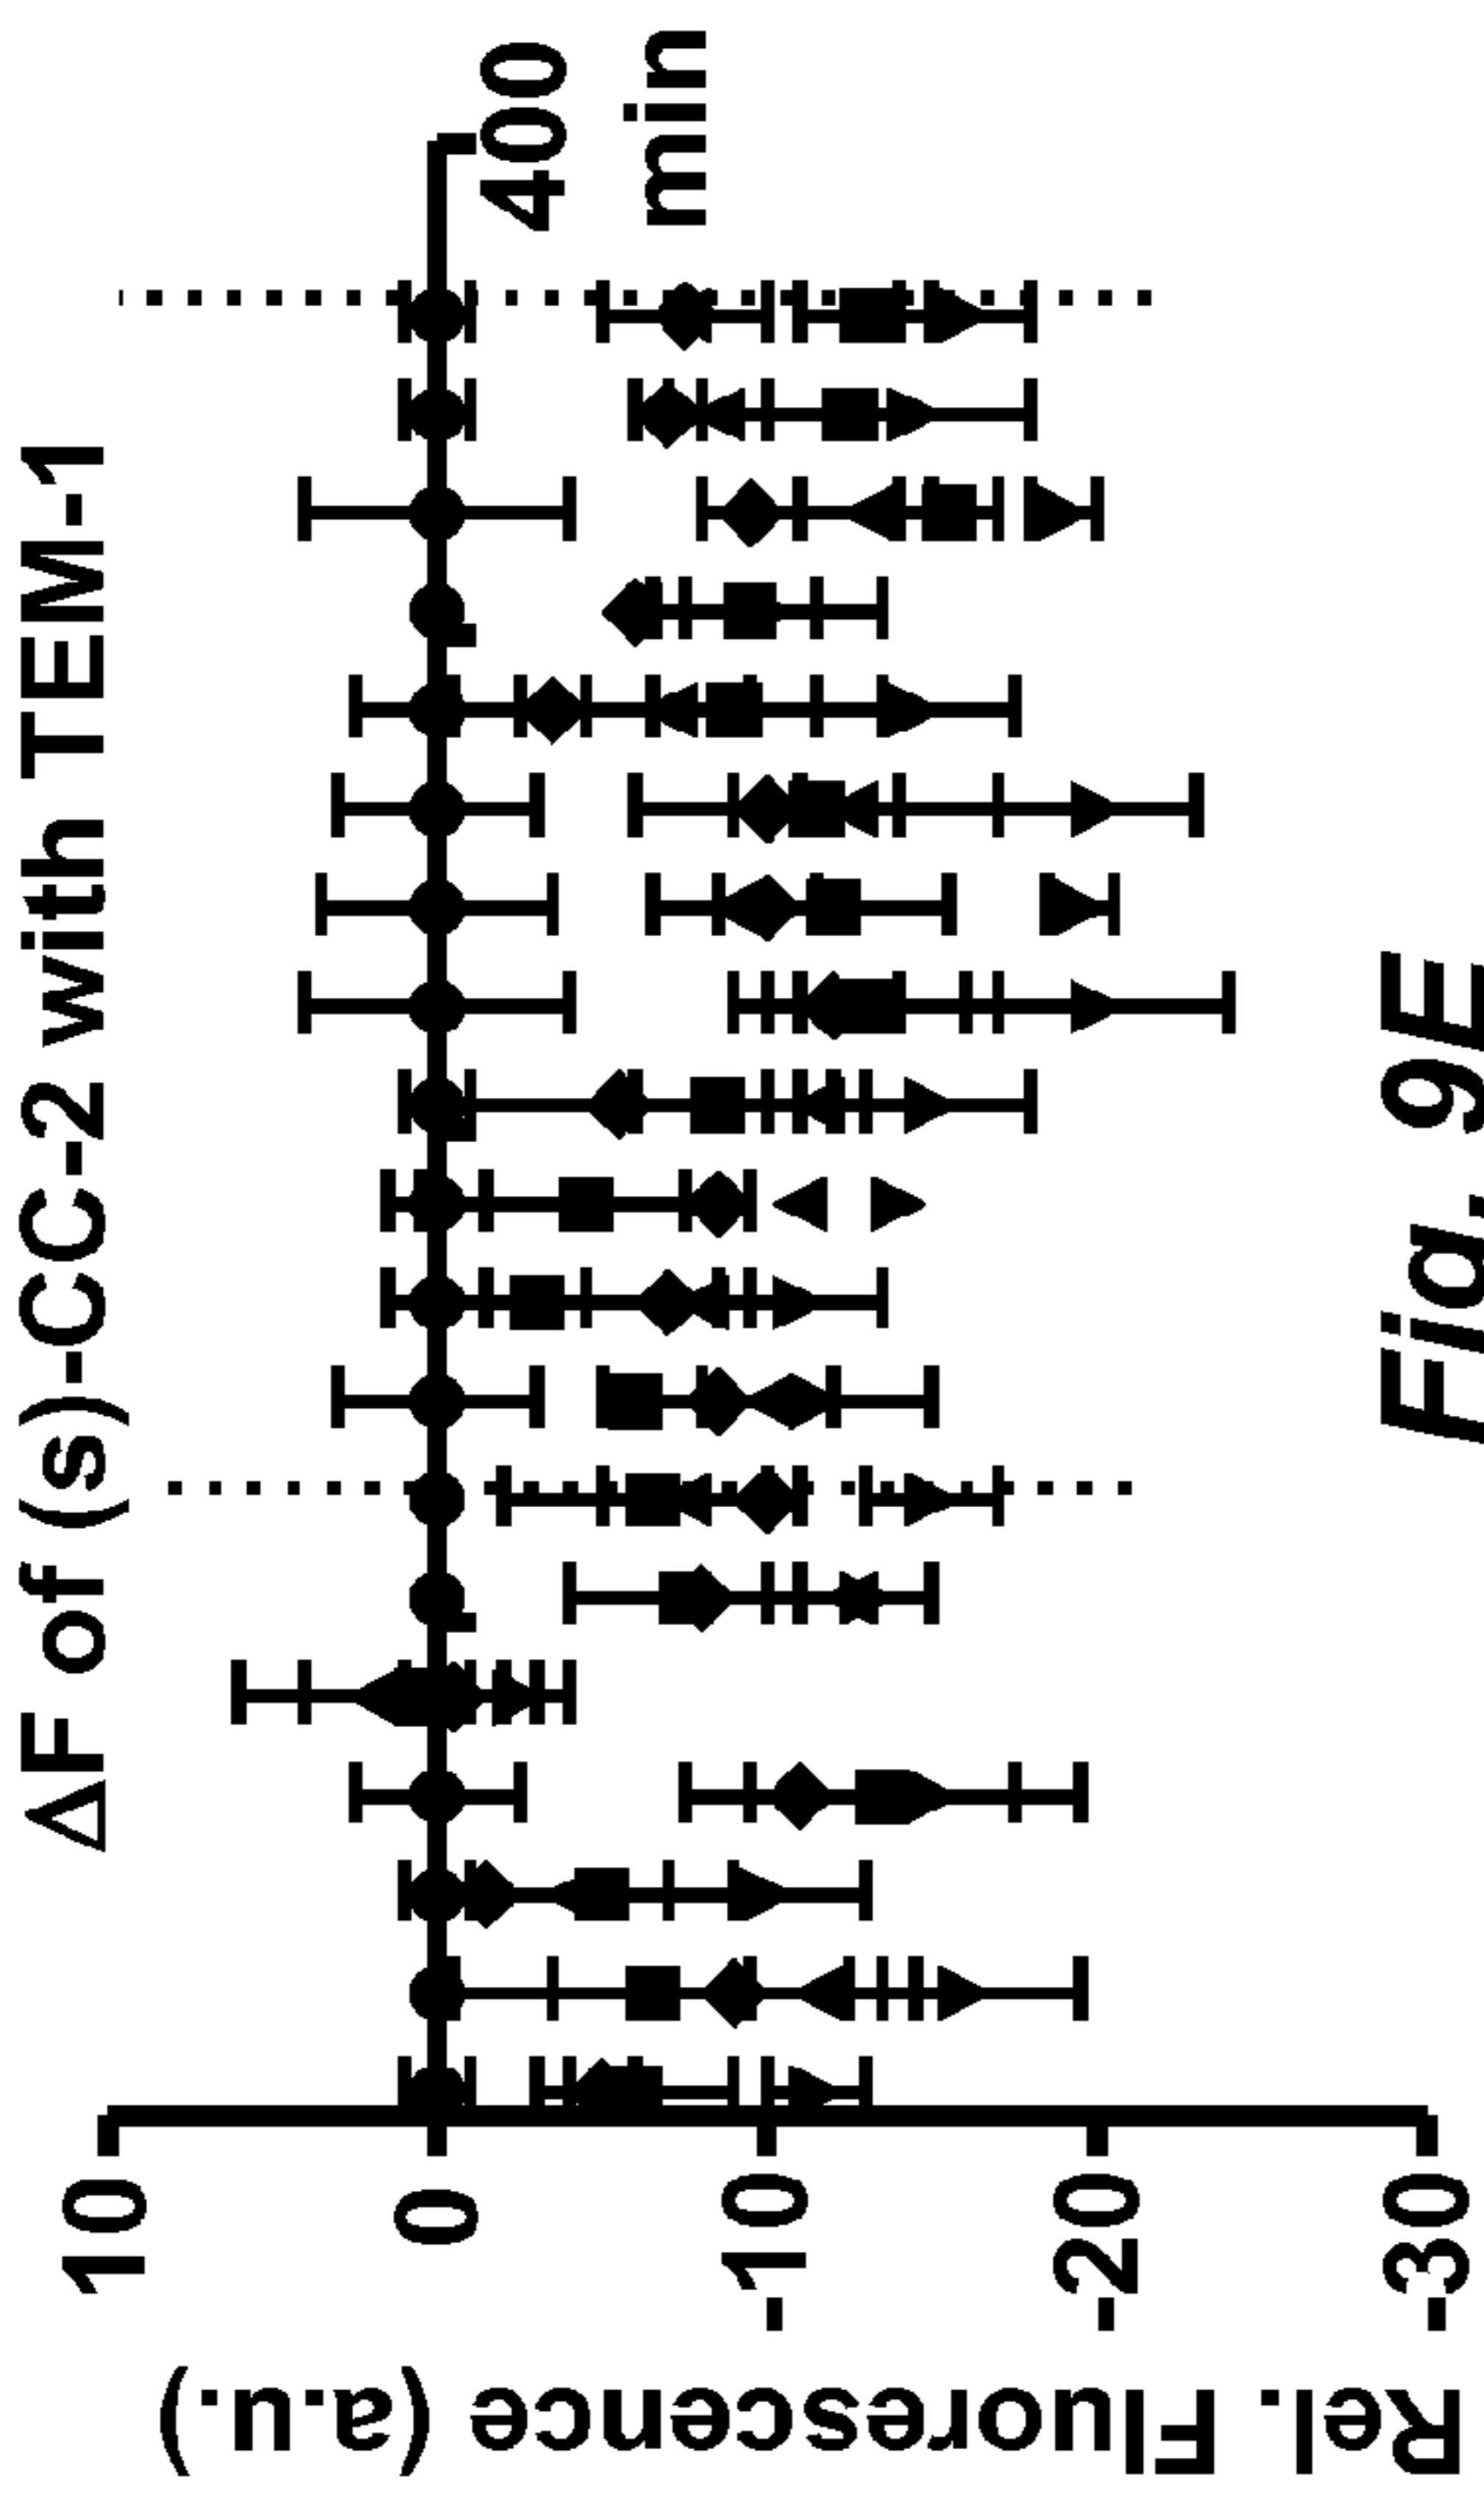 ΔF of (s)-CC-2 with TEM-1
10
0
-10
-20
-30
Rel. Fluorescence (a.u.)
400
min
Fig. 9E